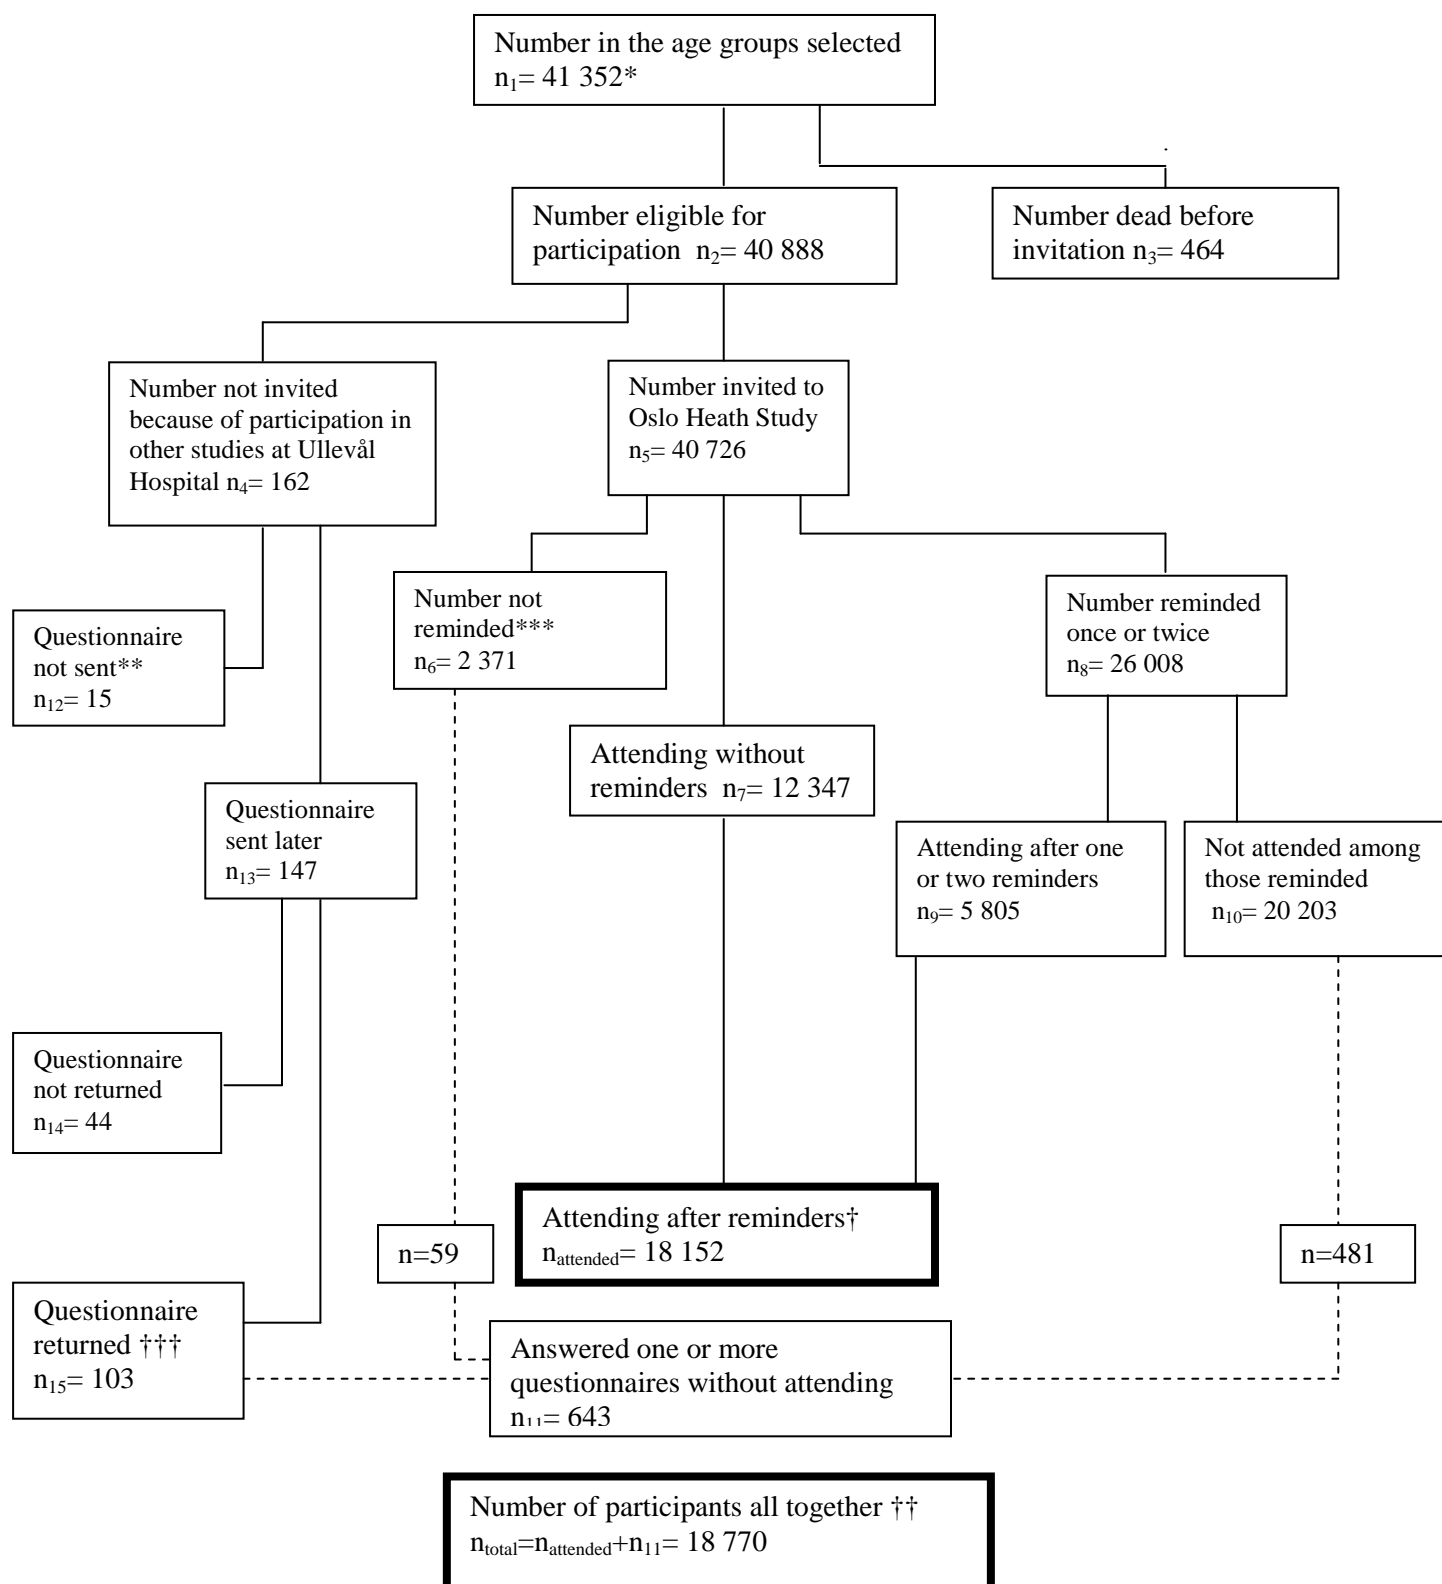 Number in the age groups selected
n₁= 41 352*
Number eligible for
participation n₂= 40 888
Number dead before
invitation n₃= 464
Number not invited
because of participation in
other studies at Ullevål
Hospital n₄= 162
Number invited to
Oslo Heath Study
n₅= 40 726
Number not
reminded***
n₆= 2 371
Number reminded
once or twice
n₈= 26 008
Questionnaire
not sent**
n₁₂= 15
Attending without
reminders n₇= 12 347
Questionnaire
sent later
n₁₃= 147
Attending after one
or two reminders
n₉= 5 805
Not attended among
those reminded
n₁₀= 20 203
Questionnaire
not returned
n₁₄= 44
Attending after reminders†
nattended= 18 152
n=59
n=481
Questionnaire
returned †††
n₁₅= 103
Answered one or more
questionnaires without attending
n₁₁= 643
Number of participants all together ††
ntotal=nattended+n₁₁= 18 770